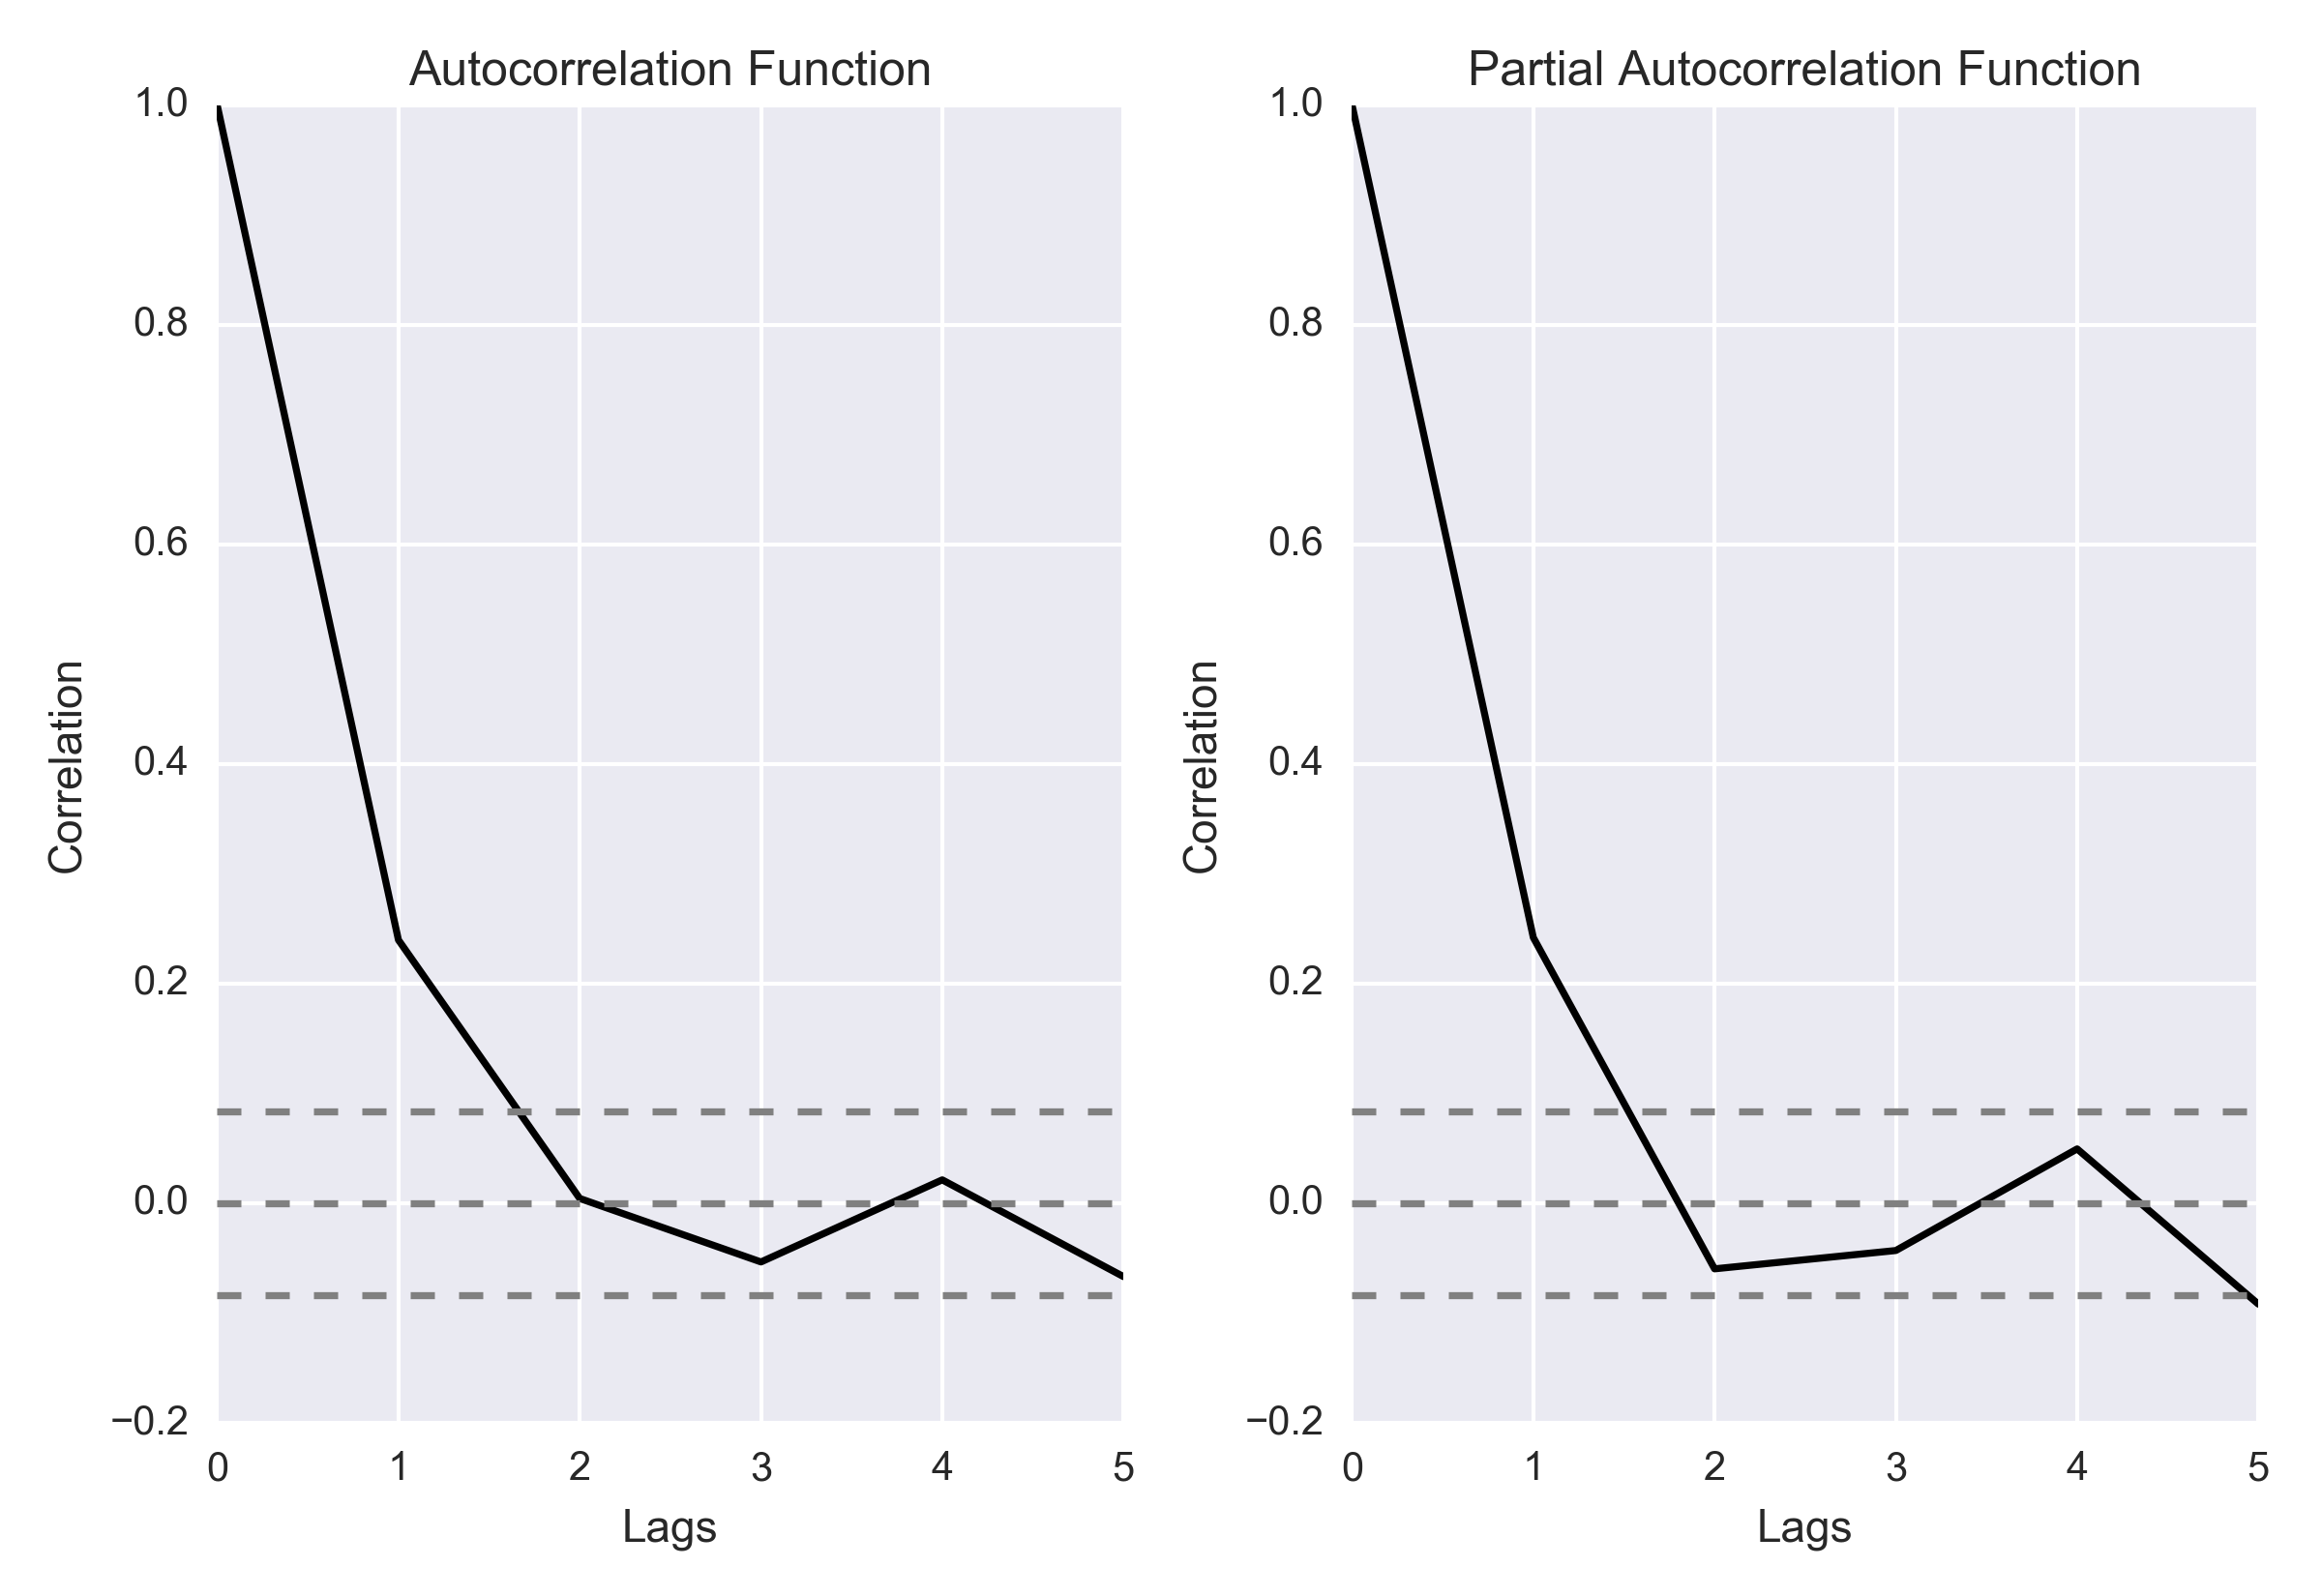 Autocorrelation Function
1.0
0.8
0.6
0.4
0.2
0.0
−0.2
Correlation
0 1 2 3 4 5
Lags
Partial Autocorrelation Function
1.0
0.8
0.6
0.4
0.2
0.0
−0.2
Correlation
0 1 2 3 4 5
Lags